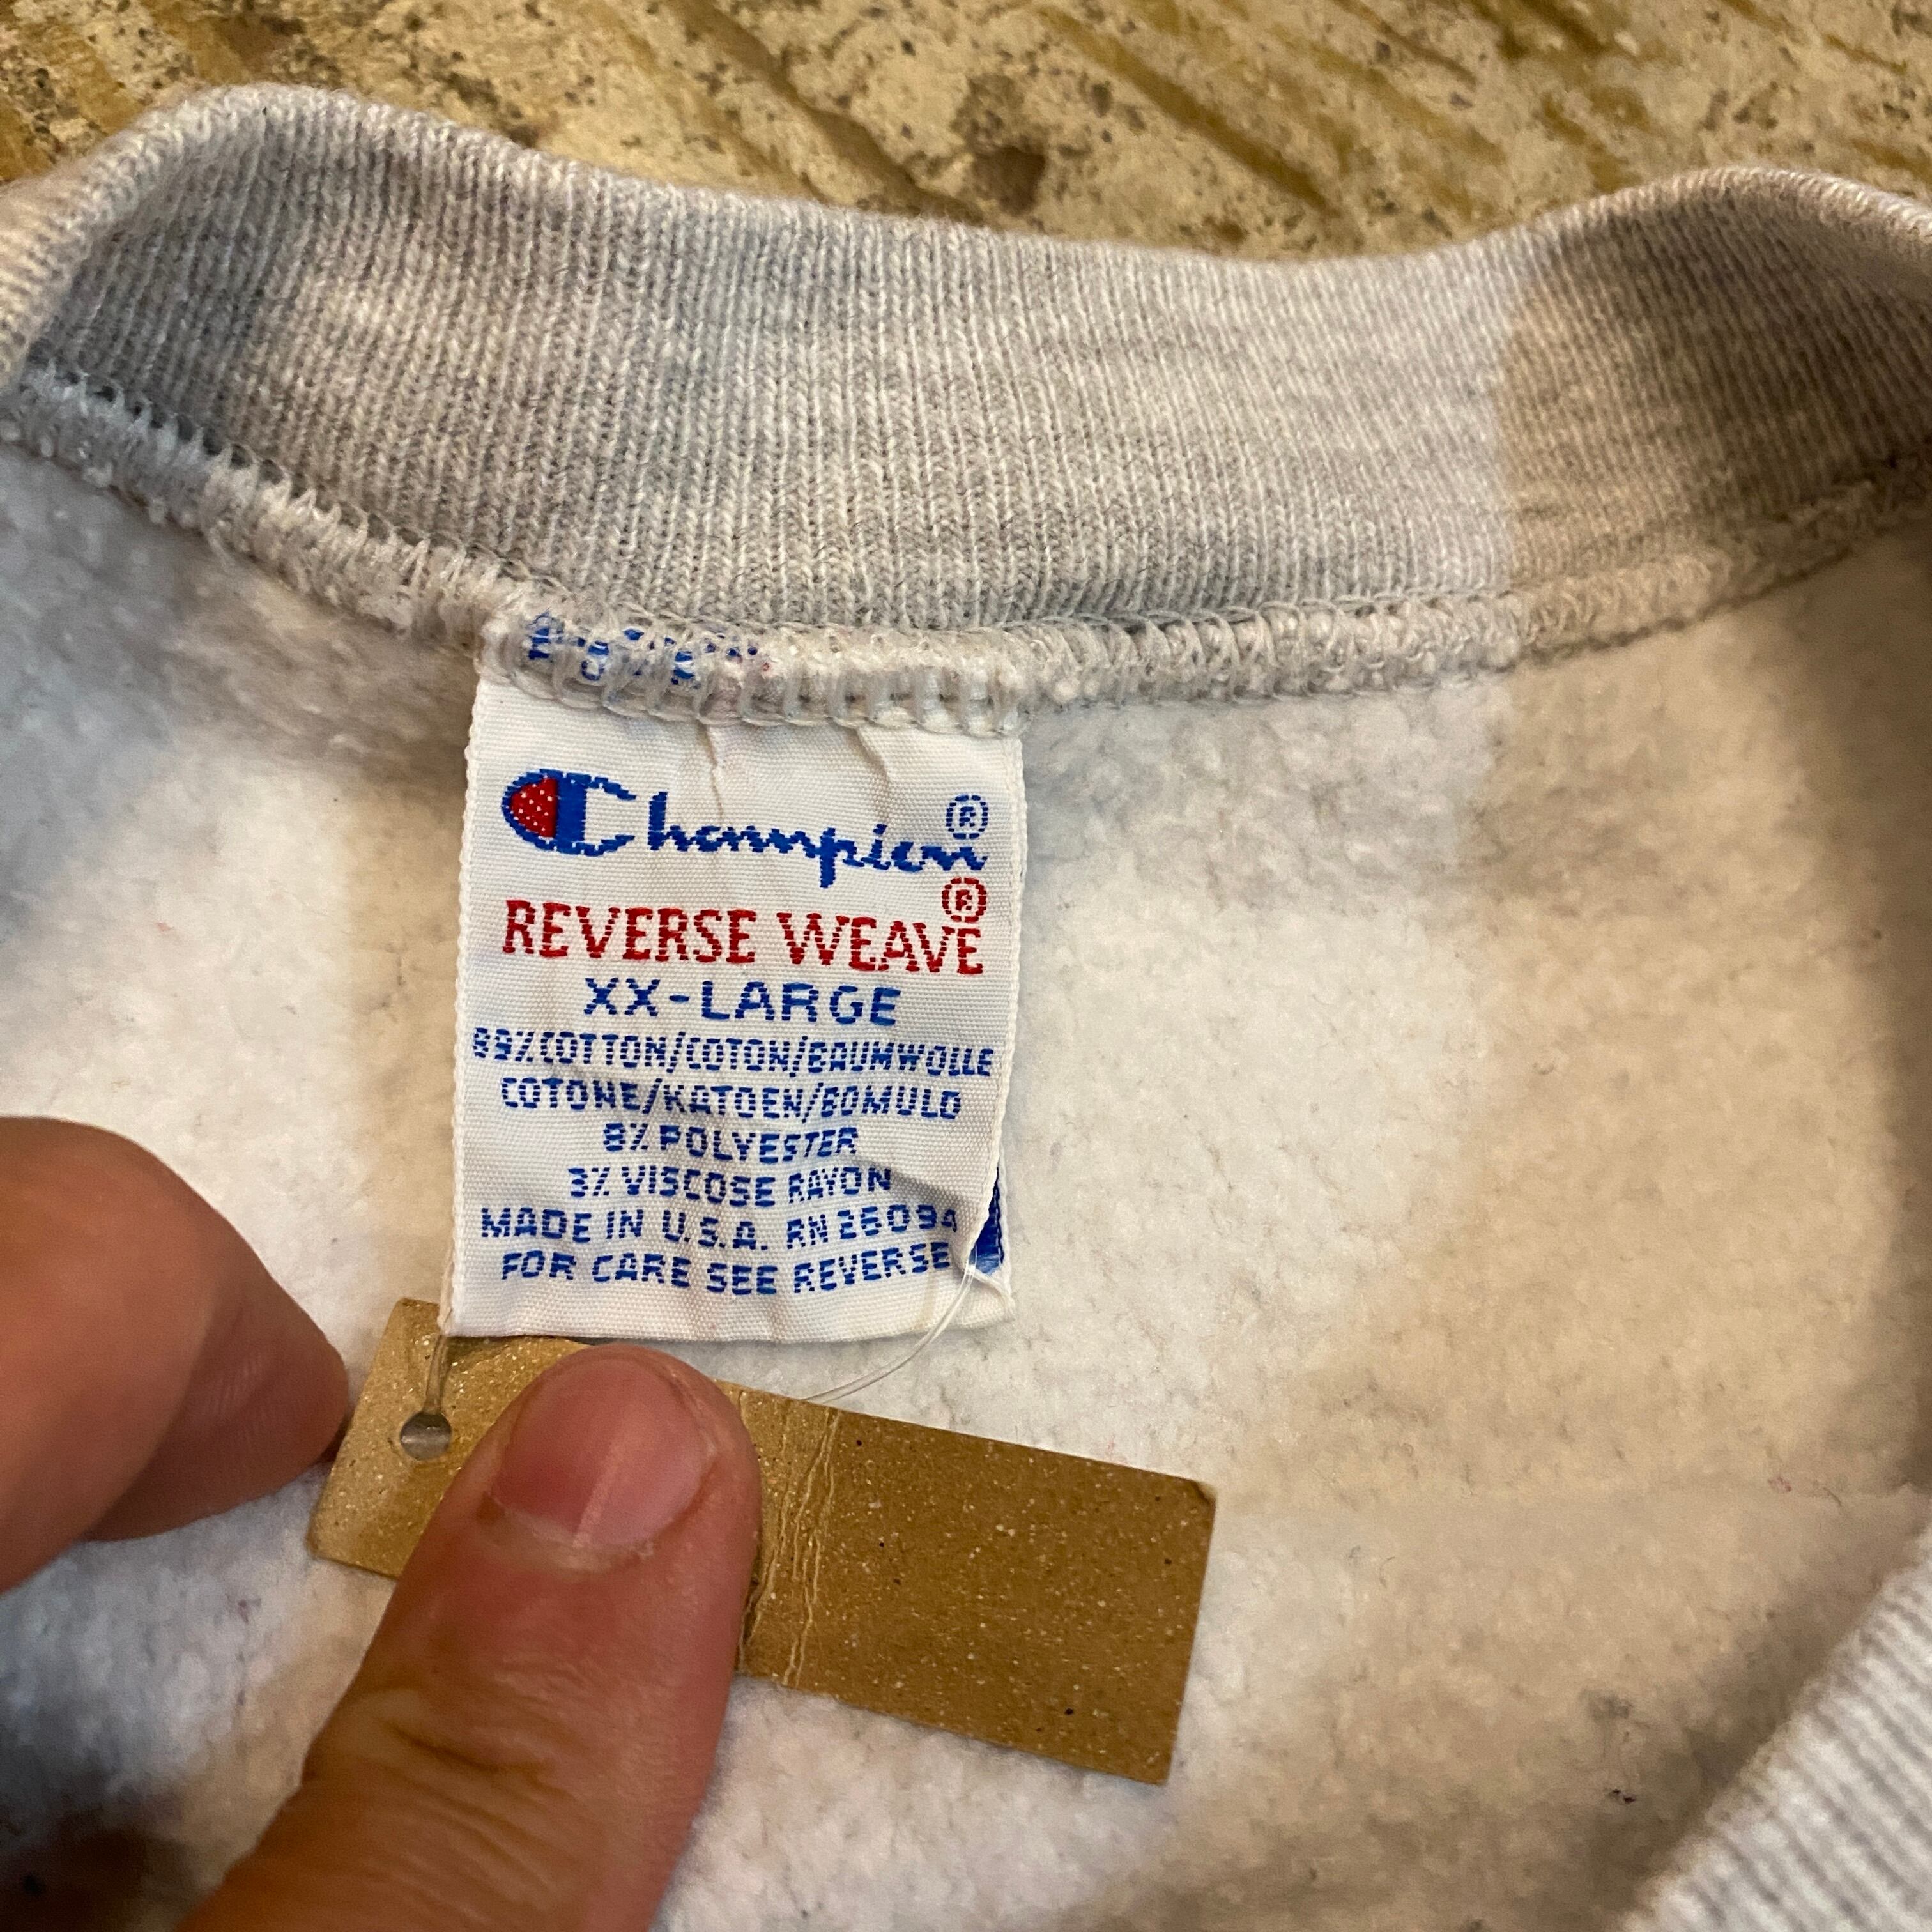 Champion®
REVERSE WEAVE®
XX-LARGE
89% COTTON/COTON/BAUMWOLLE
COTONE/KATOEN/BOMULD
8% POLYESTER
3% VISCOSE RAYON
MADE IN U.S.A. RN 26094
FOR CARE SEE REVERSE